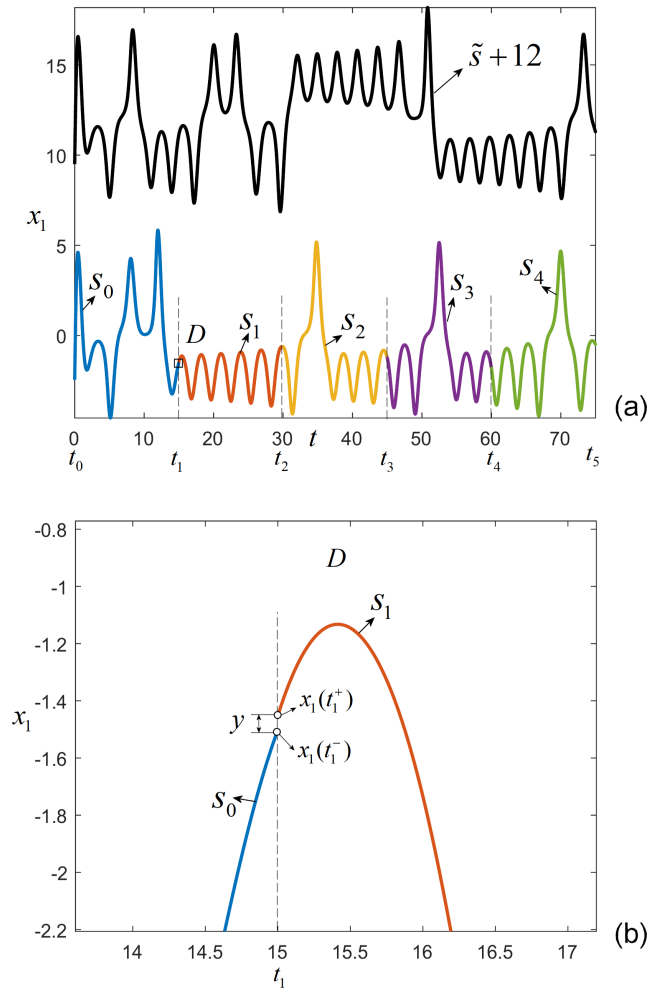 15
s̃ + 12
10
x₁
5
s₀
s₄
s₃
0
D
s₁
s₂
(a)
0 10 20 30 t 40 50 60 70
t₀ t₁ t₂ t₃ t₄ t₅
-0.8
D
-1
s₁
-1.2
-1.4
x₁(t₁⁺)
x₁
y
x₁(t₁⁻)
-1.6
s₀
-1.8
-2
-2.2
(b)
14 14.5 15 15.5 16 16.5 17
t₁